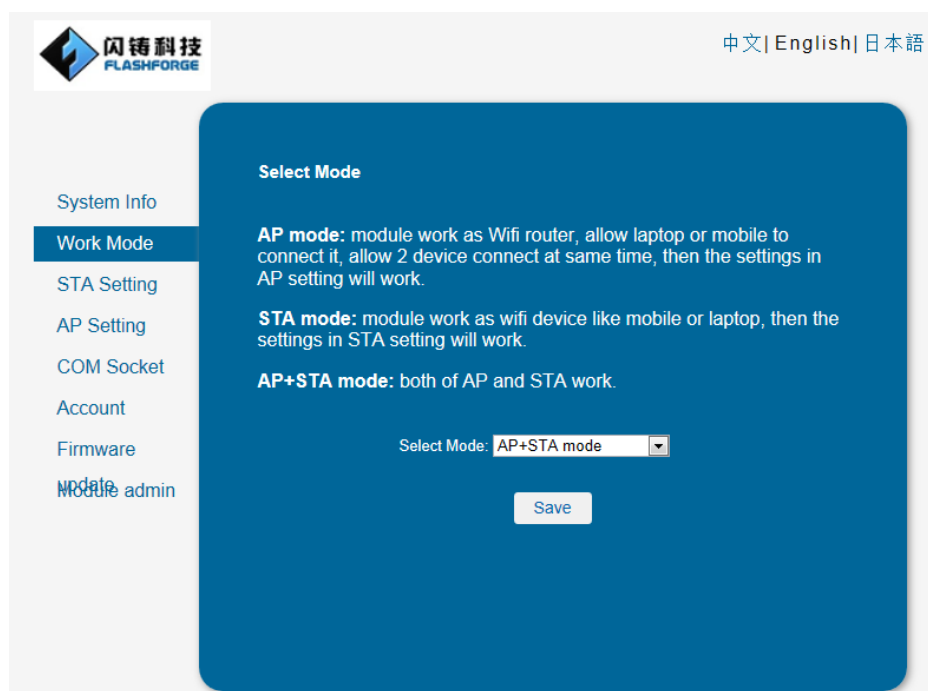 闪铸科技
FLASHFORGE
中文| English| 日本語
System Info
Work Mode
STA Setting
AP Setting
COM Socket
Account
Firmware
update
Module admin
Select Mode
AP mode: module work as Wifi router, allow laptop or mobile to
connect it, allow 2 device connect at same time, then the settings in
AP setting will work.
STA mode: module work as wifi device like mobile or laptop, then the
settings in STA setting will work.
AP+STA mode: both of AP and STA work.
Select Mode: AP+STA mode
Save